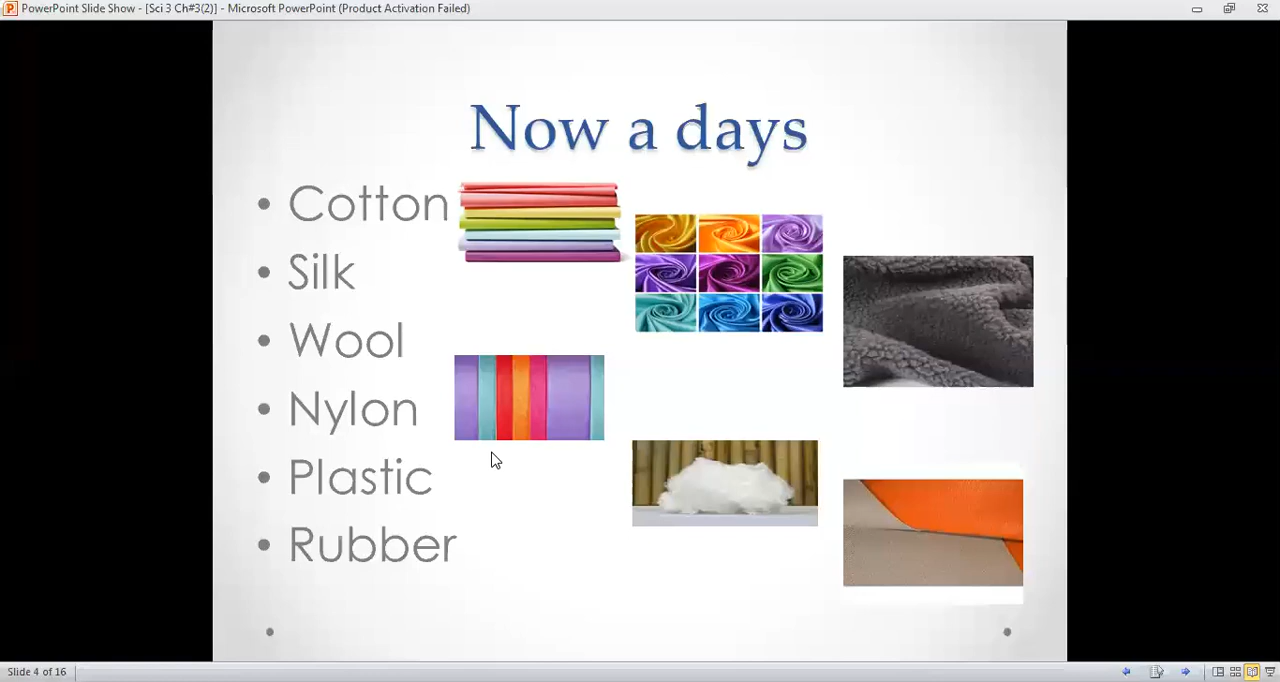 PowerPoint Slide Show - [Sci 3 Ch#3(2)] - Microsoft PowerPoint (Product Activation Failed)
Now a days
• Cotton
• Silk
• Wool
• Nylon
• Plastic
• Rubber
Slide 4 of 16